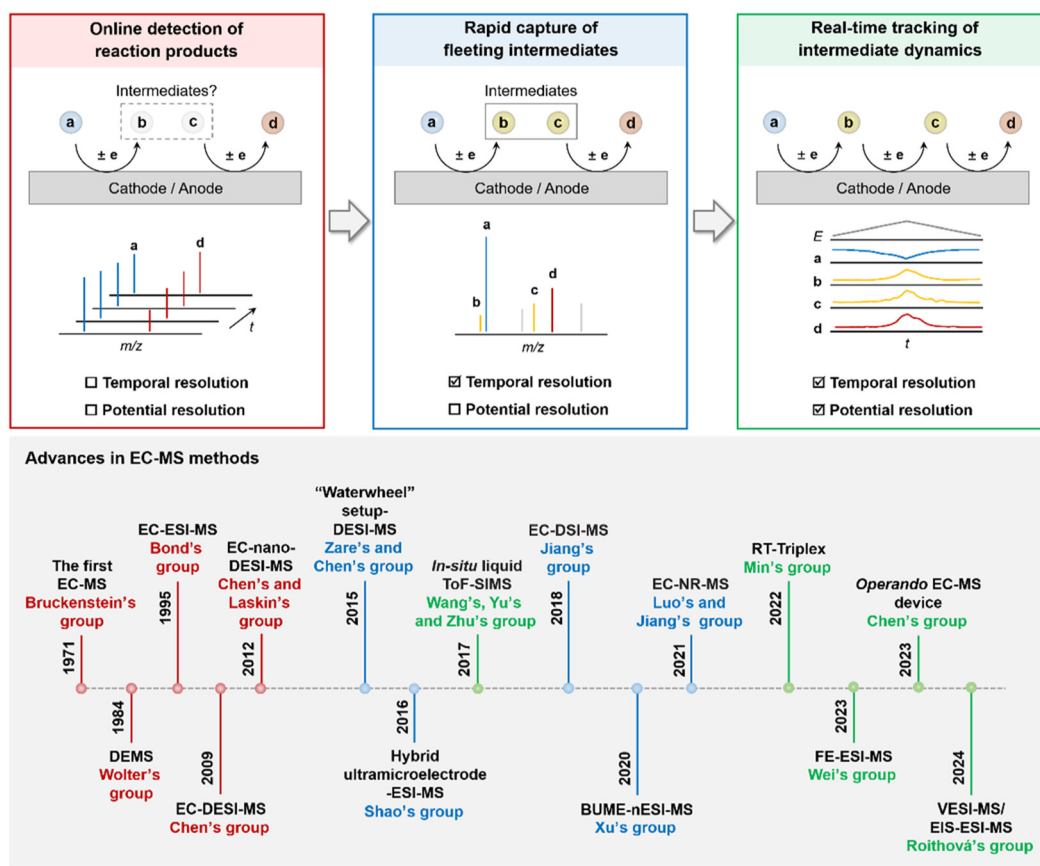 Online detection of
reaction products
Intermediates?
a
b
c
d
± e
± e
Cathode / Anode
a
d
t
m/z
☐ Temporal resolution
☐ Potential resolution
Rapid capture of
fleeting intermediates
Intermediates
a
b
c
d
± e
± e
Cathode / Anode
a
b
c
d
m/z
☑ Temporal resolution
☐ Potential resolution
Real-time tracking of
intermediate dynamics
a
b
c
d
± e
± e
± e
Cathode / Anode
E
a
b
c
d
t
☑ Temporal resolution
☑ Potential resolution
Advances in EC-MS methods
The first
EC-MS
Bruckenstein's
group
1971
1984
DEMS
Wolter's
group
EC-ESI-MS
Bond's
group
1995
2009
EC-DESI-MS
Chen's group
EC-nano-
DESI-MS
Chen's and
Laskin's
group
2012
"Waterwheel"
setup-
DESI-MS
Zare's and
Chen's group
2015
2016
Hybrid
ultramicroelectrode
-ESI-MS
Shao's group
In-situ liquid
ToF-SIMS
Wang's, Yu's
and Zhu's group
2017
EC-DSI-MS
Jiang's
group
2018
2020
BUME-nESI-MS
Xu's group
EC-NR-MS
Luo's and
Jiang's group
2021
RT-Triplex
Min's group
2022
2023
FE-ESI-MS
Wei's group
Operando EC-MS
device
Chen's group
2023
2024
VESI-MS/
EIS-ESI-MS
Roithová's group